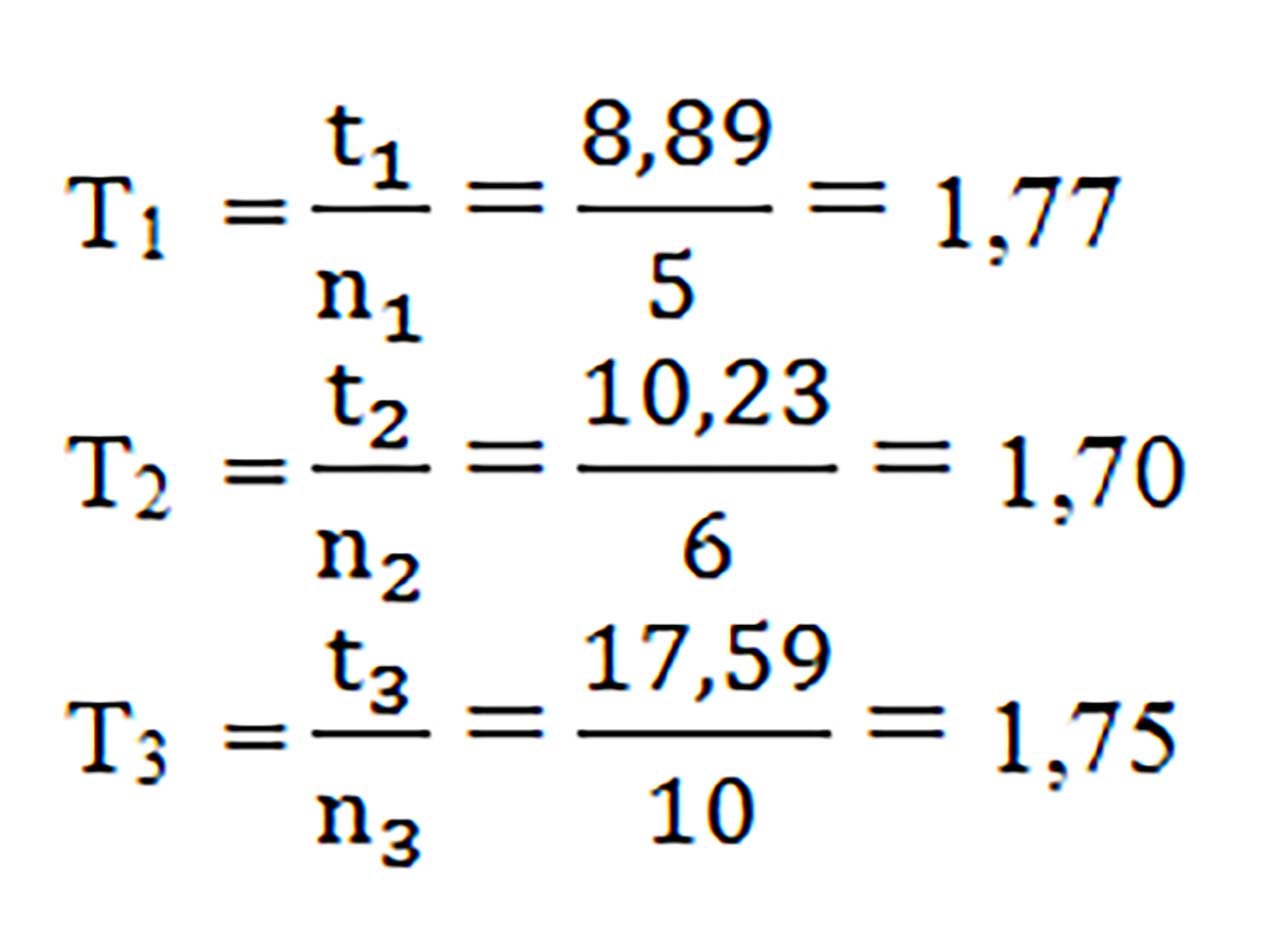 T₁ = t₁/n₁ = 8,89/5 = 1,77
T₂ = t₂/n₂ = 10,23/6 = 1,70
T₃ = t₃/n₃ = 17,59/10 = 1,75